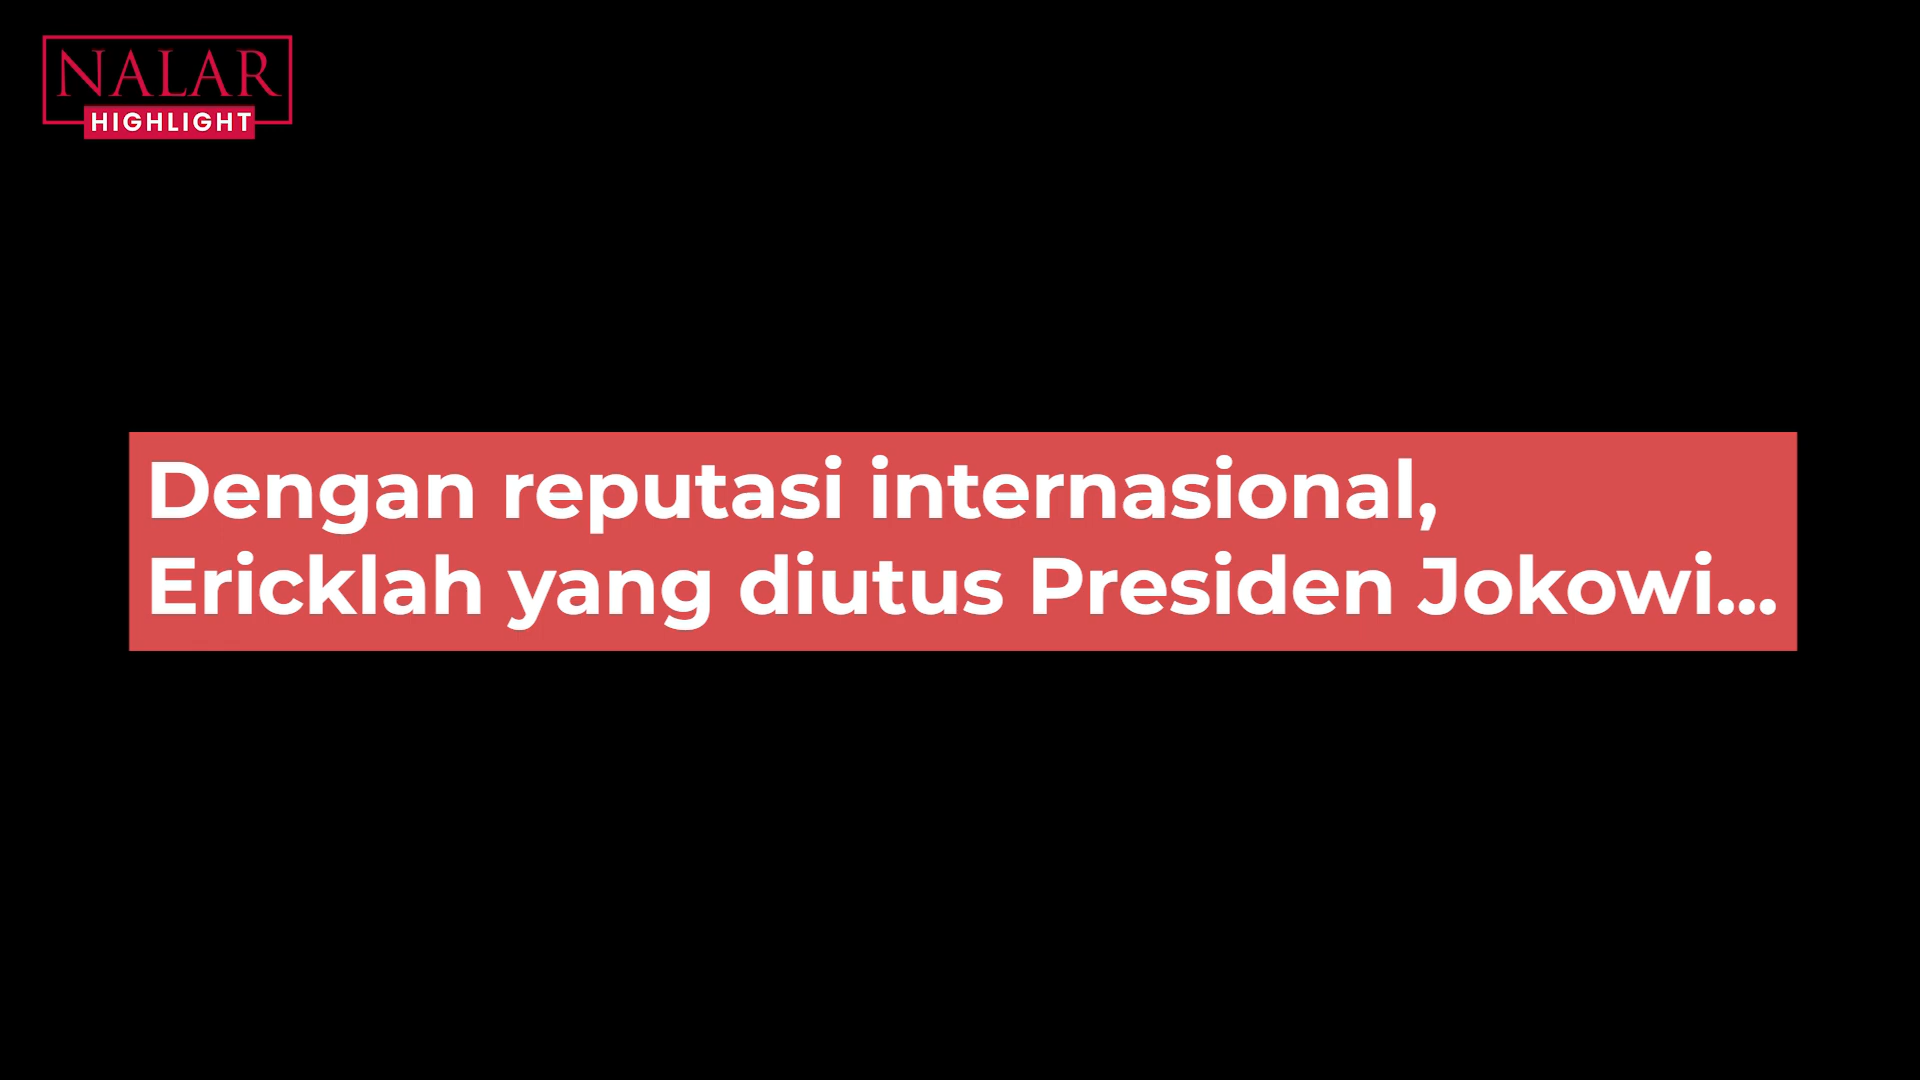 NALAR
HIGHLIGHT
Dengan reputasi internasional,
Ericklah yang diutus Presiden Jokowi...